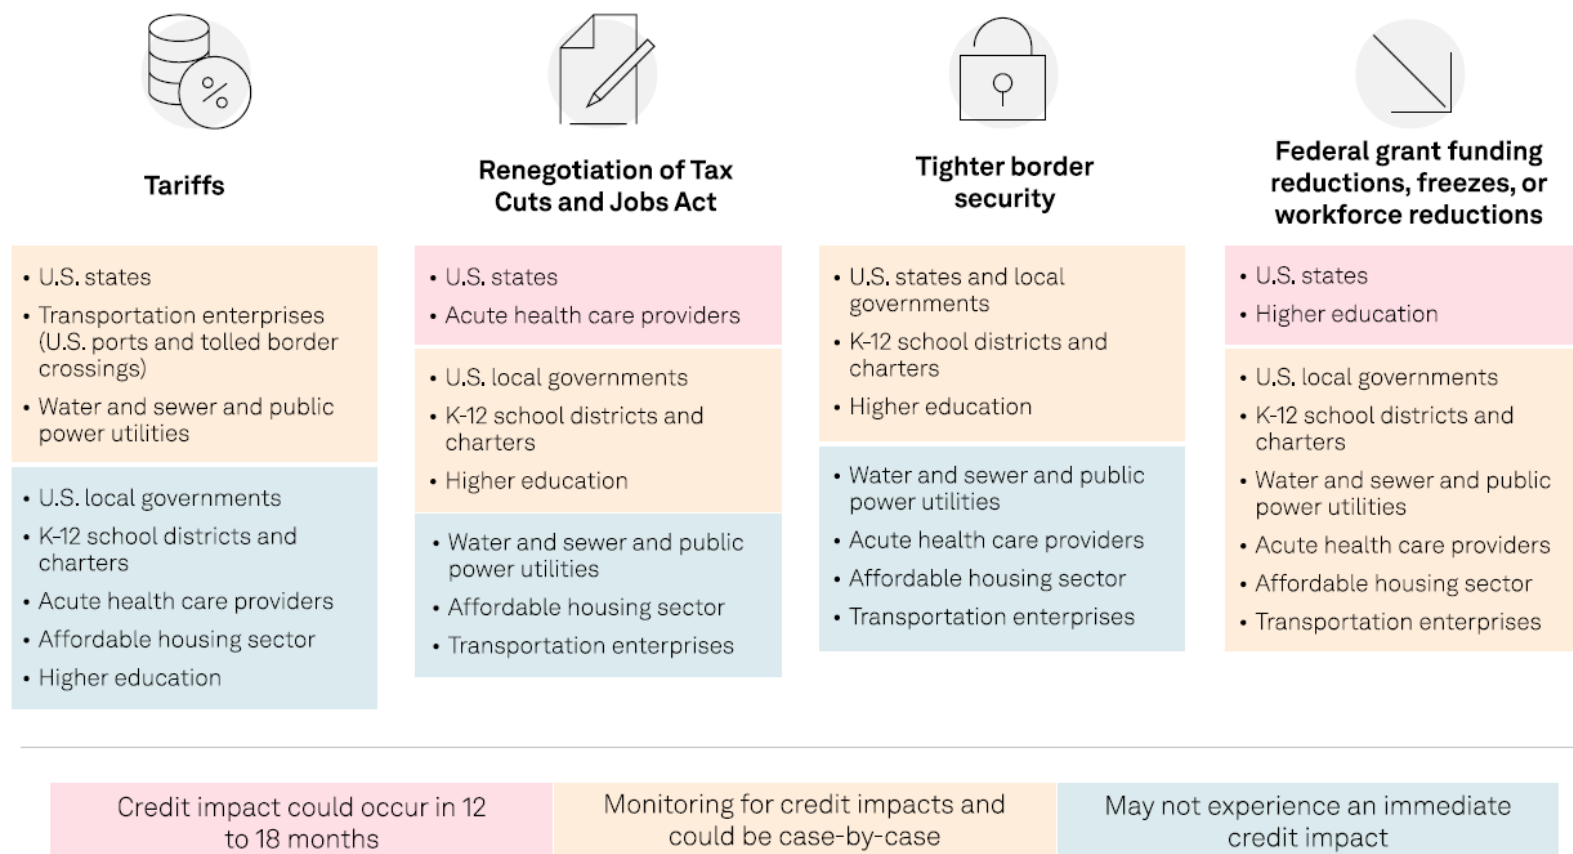 %
Tariffs
• U.S. states
• Transportation enterprises
(U.S. ports and tolled border
crossings)
• Water and sewer and public
power utilities
• U.S. local governments
• K-12 school districts and
charters
• Acute health care providers
• Affordable housing sector
• Higher education
Renegotiation of Tax
Cuts and Jobs Act
• U.S. states
• Acute health care providers
• U.S. local governments
• K-12 school districts and
charters
• Higher education
• Water and sewer and public
power utilities
• Affordable housing sector
• Transportation enterprises
Tighter border
security
• U.S. states and local
governments
• K-12 school districts and
charters
• Higher education
• Water and sewer and public
power utilities
• Acute health care providers
• Affordable housing sector
• Transportation enterprises
Federal grant funding
reductions, freezes, or
workforce reductions
• U.S. states
• Higher education
• U.S. local governments
• K-12 school districts and
charters
• Water and sewer and public
power utilities
• Acute health care providers
• Affordable housing sector
• Transportation enterprises
Credit impact could occur in 12
to 18 months
Monitoring for credit impacts and
could be case-by-case
May not experience an immediate
credit impact